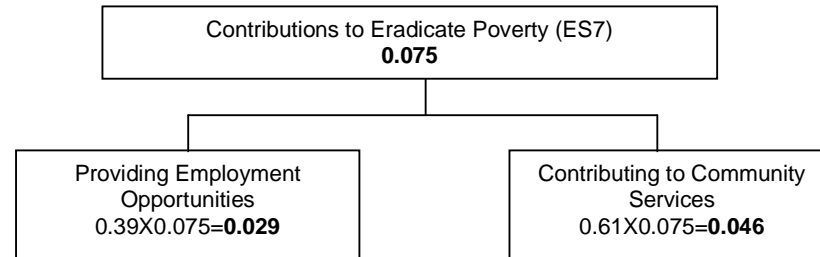 Contributions to Eradicate Poverty (ES7)
0.075
Providing Employment
Opportunities
0.39X0.075=0.029
Contributing to Community
Services
0.61X0.075=0.046